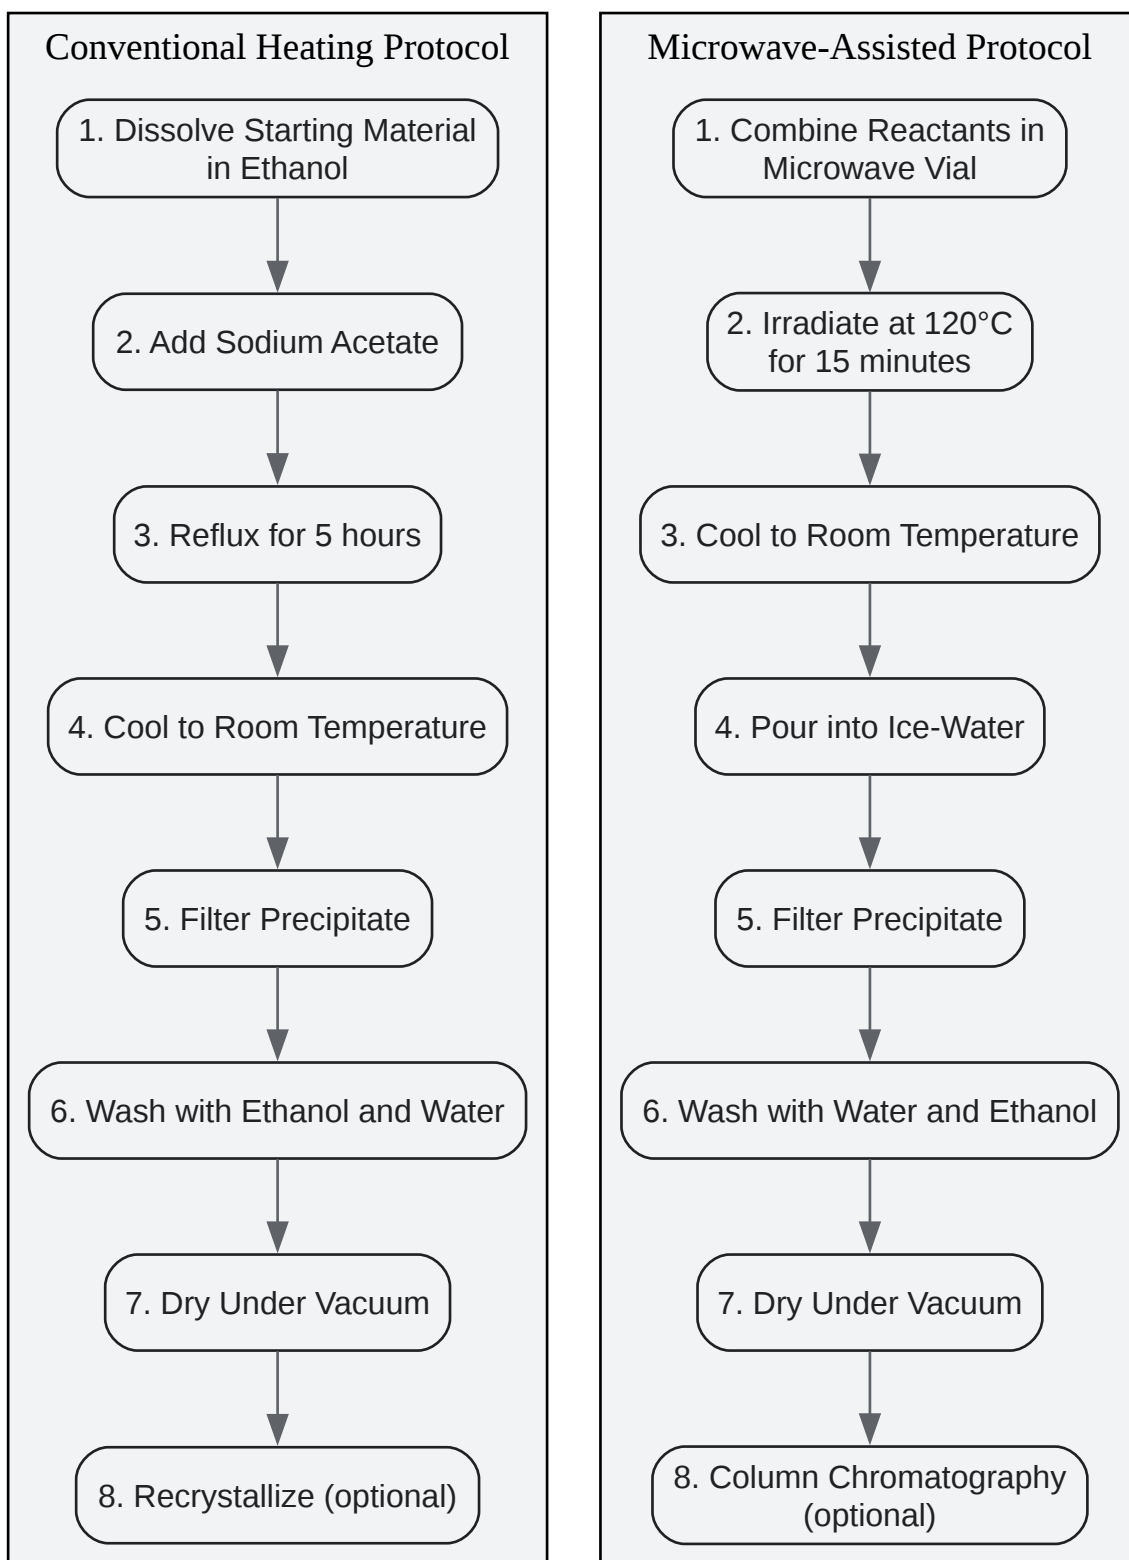 Conventional Heating Protocol
1. Dissolve Starting Material
in Ethanol
2. Add Sodium Acetate
3. Reflux for 5 hours
4. Cool to Room Temperature
5. Filter Precipitate
6. Wash with Ethanol and Water
7. Dry Under Vacuum
8. Recrystallize (optional)
Microwave-Assisted Protocol
1. Combine Reactants in
Microwave Vial
2. Irradiate at 120°C
for 15 minutes
3. Cool to Room Temperature
4. Pour into Ice-Water
5. Filter Precipitate
6. Wash with Water and Ethanol
7. Dry Under Vacuum
8. Column Chromatography
(optional)